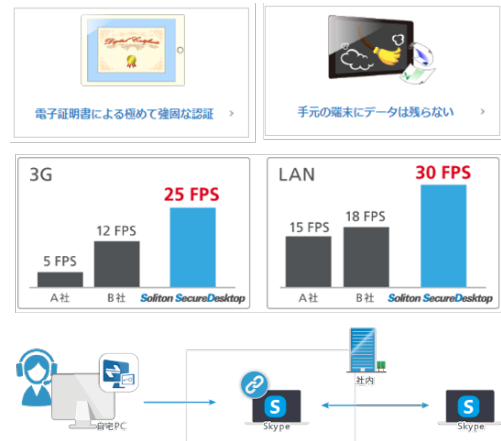 Digital Certificate
電子証明書による極めて強固な認証 >
手元の端末にデータは残らない >
3G
25 FPS
12 FPS
5 FPS
A社 B社 Soliton SecureDesktop
LAN
30 FPS
18 FPS
15 FPS
A社 B社 Soliton SecureDesktop
社内
自宅PC
S
Skype
S
Skype